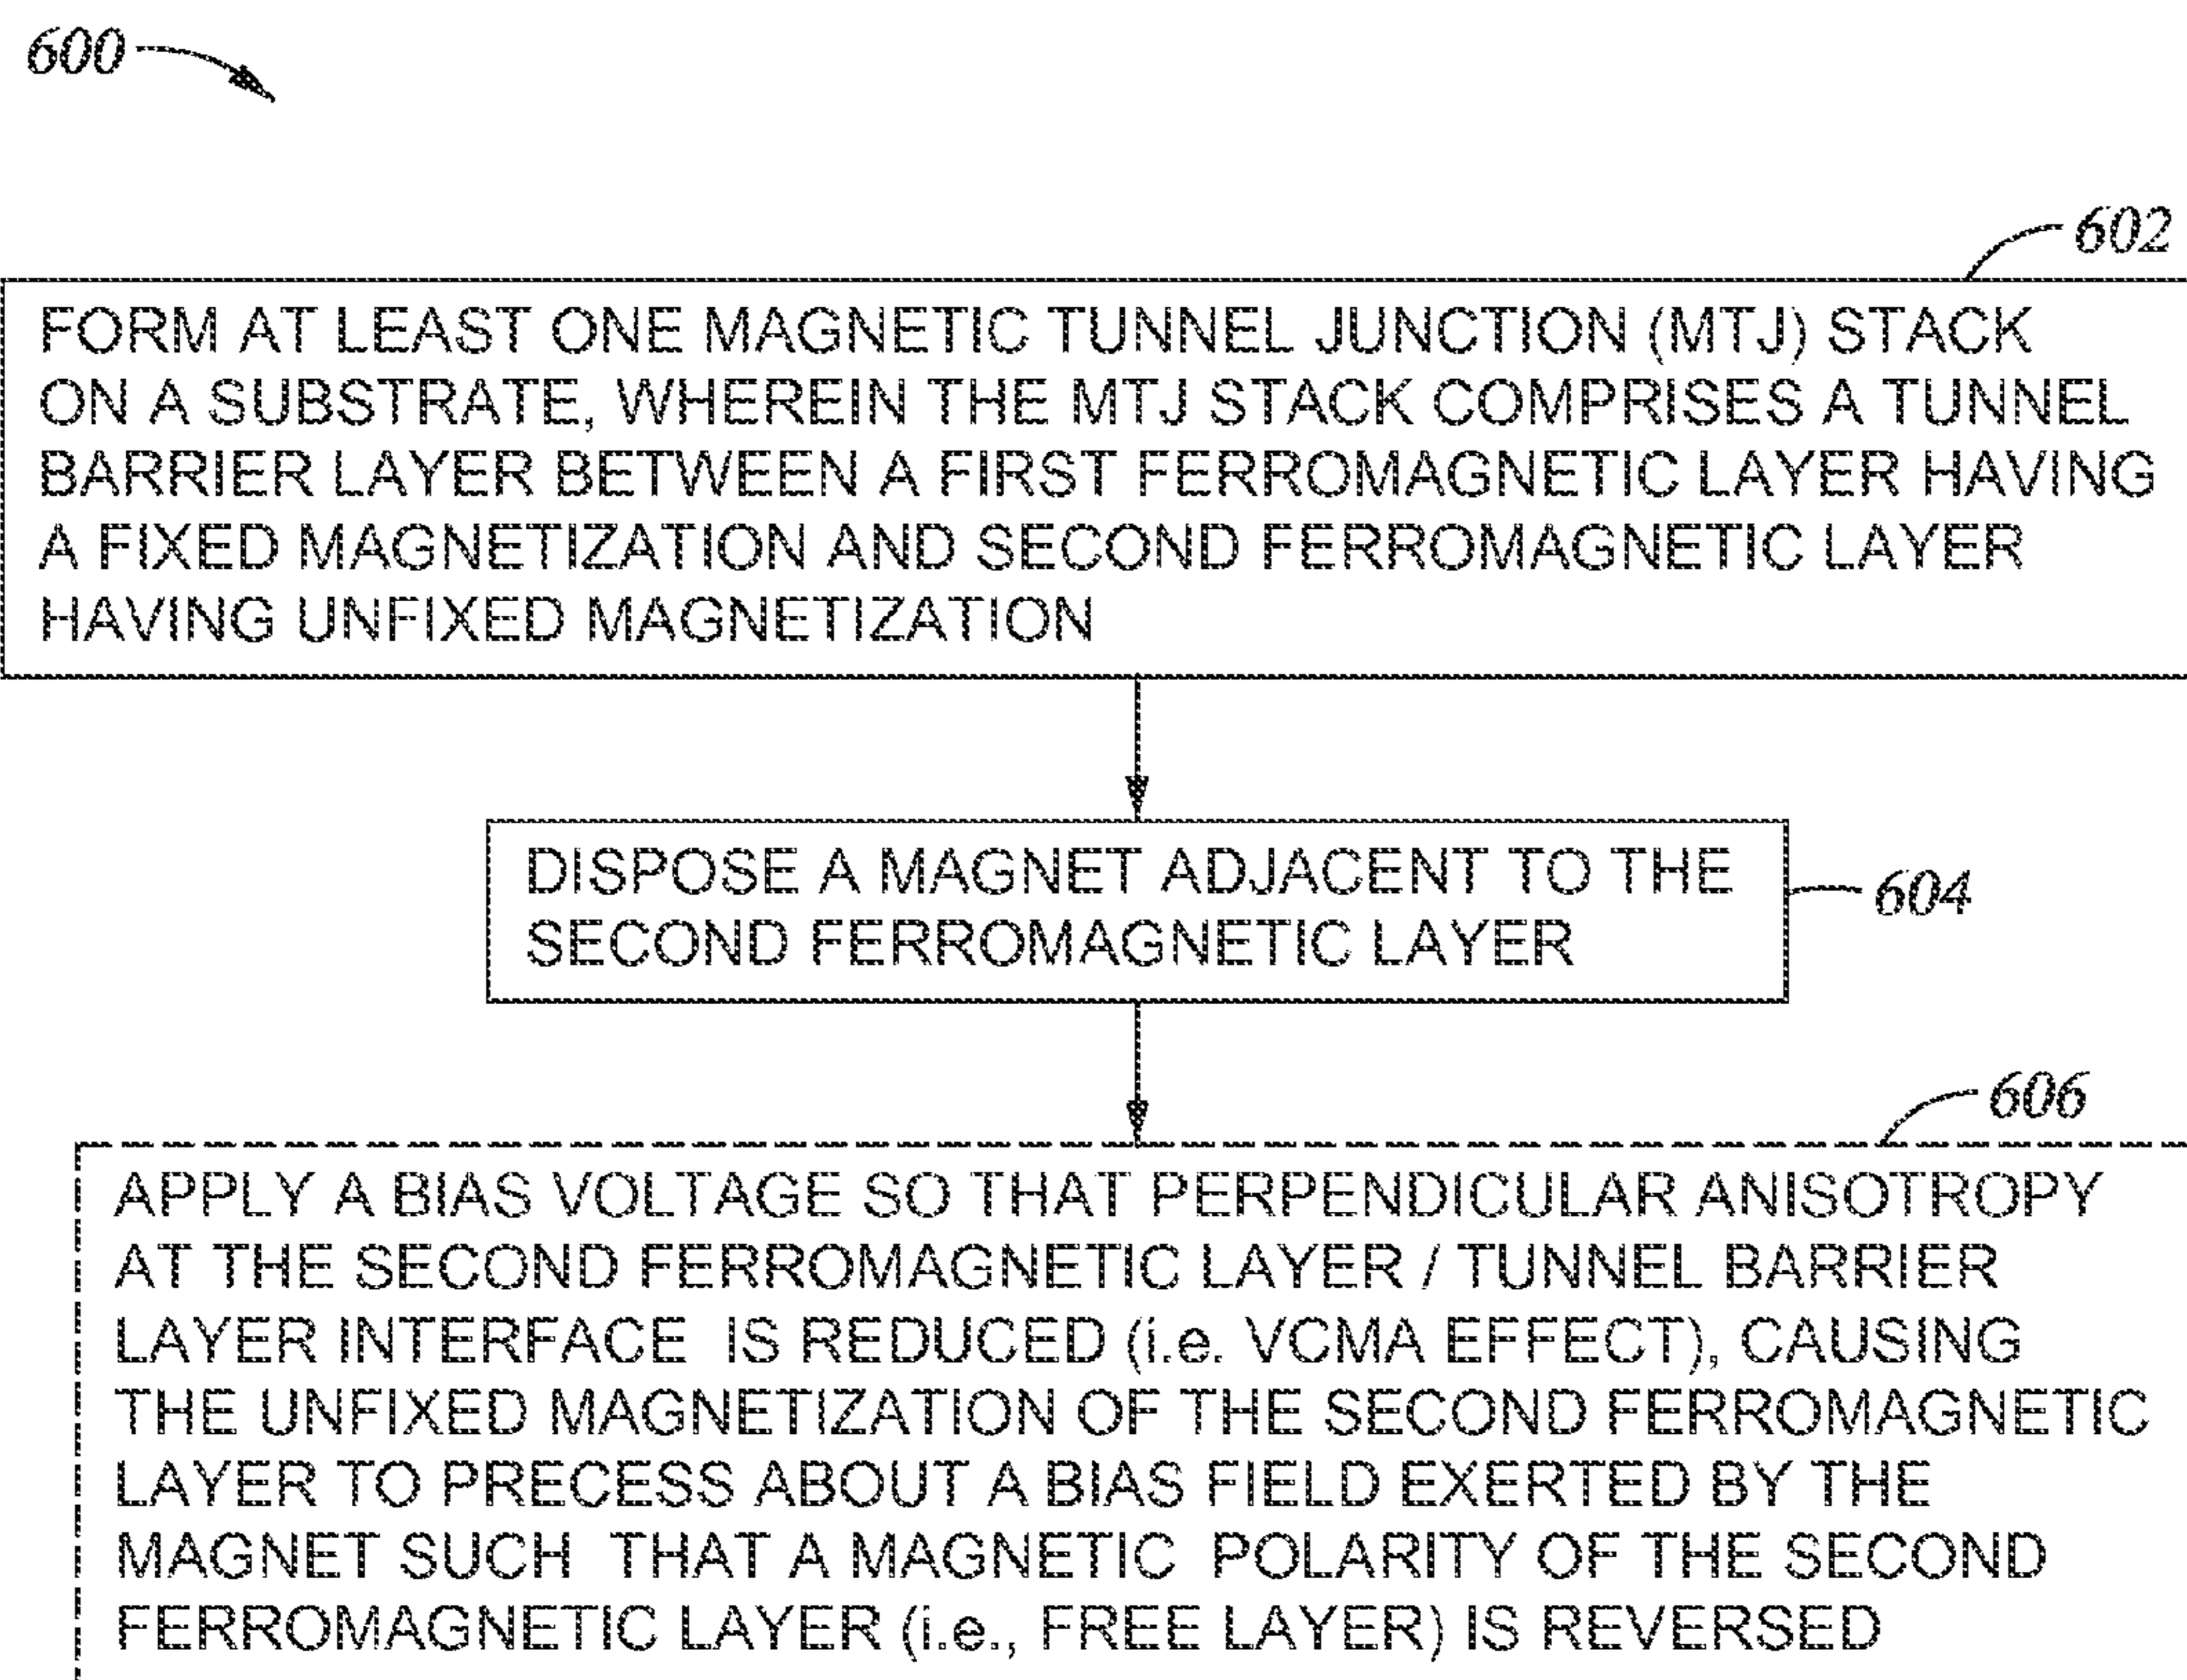 600
602
FORM AT LEAST ONE MAGNETIC TUNNEL JUNCTION (MTJ) STACK
ON A SUBSTRATE, WHEREIN THE MTJ STACK COMPRISES A TUNNEL
BARRIER LAYER BETWEEN A FIRST FERROMAGNETIC LAYER HAVING
A FIXED MAGNETIZATION AND SECOND FERROMAGNETIC LAYER
HAVING UNFIXED MAGNETIZATION
DISPOSE A MAGNET ADJACENT TO THE
SECOND FERROMAGNETIC LAYER
604
606
APPLY A BIAS VOLTAGE SO THAT PERPENDICULAR ANISOTROPY
AT THE SECOND FERROMAGNETIC LAYER / TUNNEL BARRIER
LAYER INTERFACE IS REDUCED (i.e. VCMA EFFECT), CAUSING
THE UNFIXED MAGNETIZATION OF THE SECOND FERROMAGNETIC
LAYER TO PRECESS ABOUT A BIAS FIELD EXERTED BY THE
MAGNET SUCH THAT A MAGNETIC POLARITY OF THE SECOND
FERROMAGNETIC LAYER (i.e., FREE LAYER) IS REVERSED